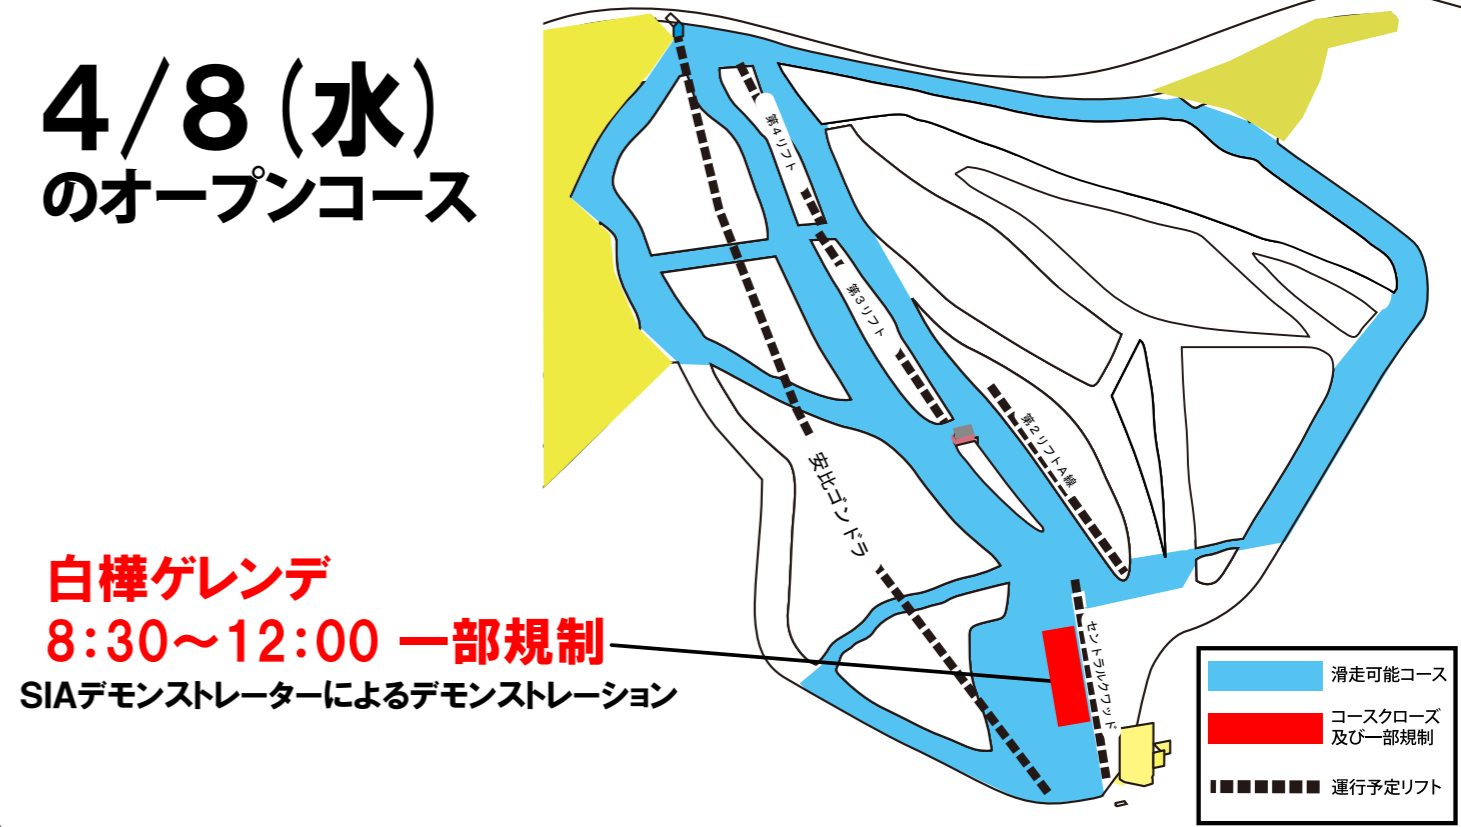 4/8(水)
のオープンコース
第4リフト
第3リフト
第2リフトA線
安比ゴンドラ
セントラルクワッド
白樺ゲレンデ
8:30～12:00 一部規制
SIAデモンストレーターによるデモンストレーション
滑走可能コース
コースクローズ
及び一部規制
運行予定リフト